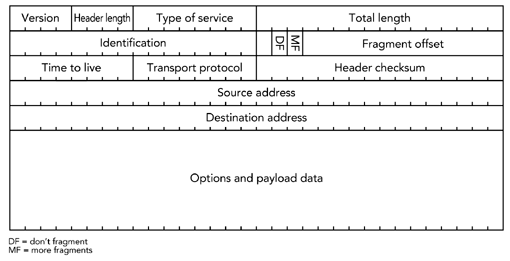 Version Header length Type of service Total length
Identification DF MF Fragment offset
Time to live Transport protocol Header checksum
Source address
Destination address
Options and payload data
DF = don't fragment
MF = more fragments